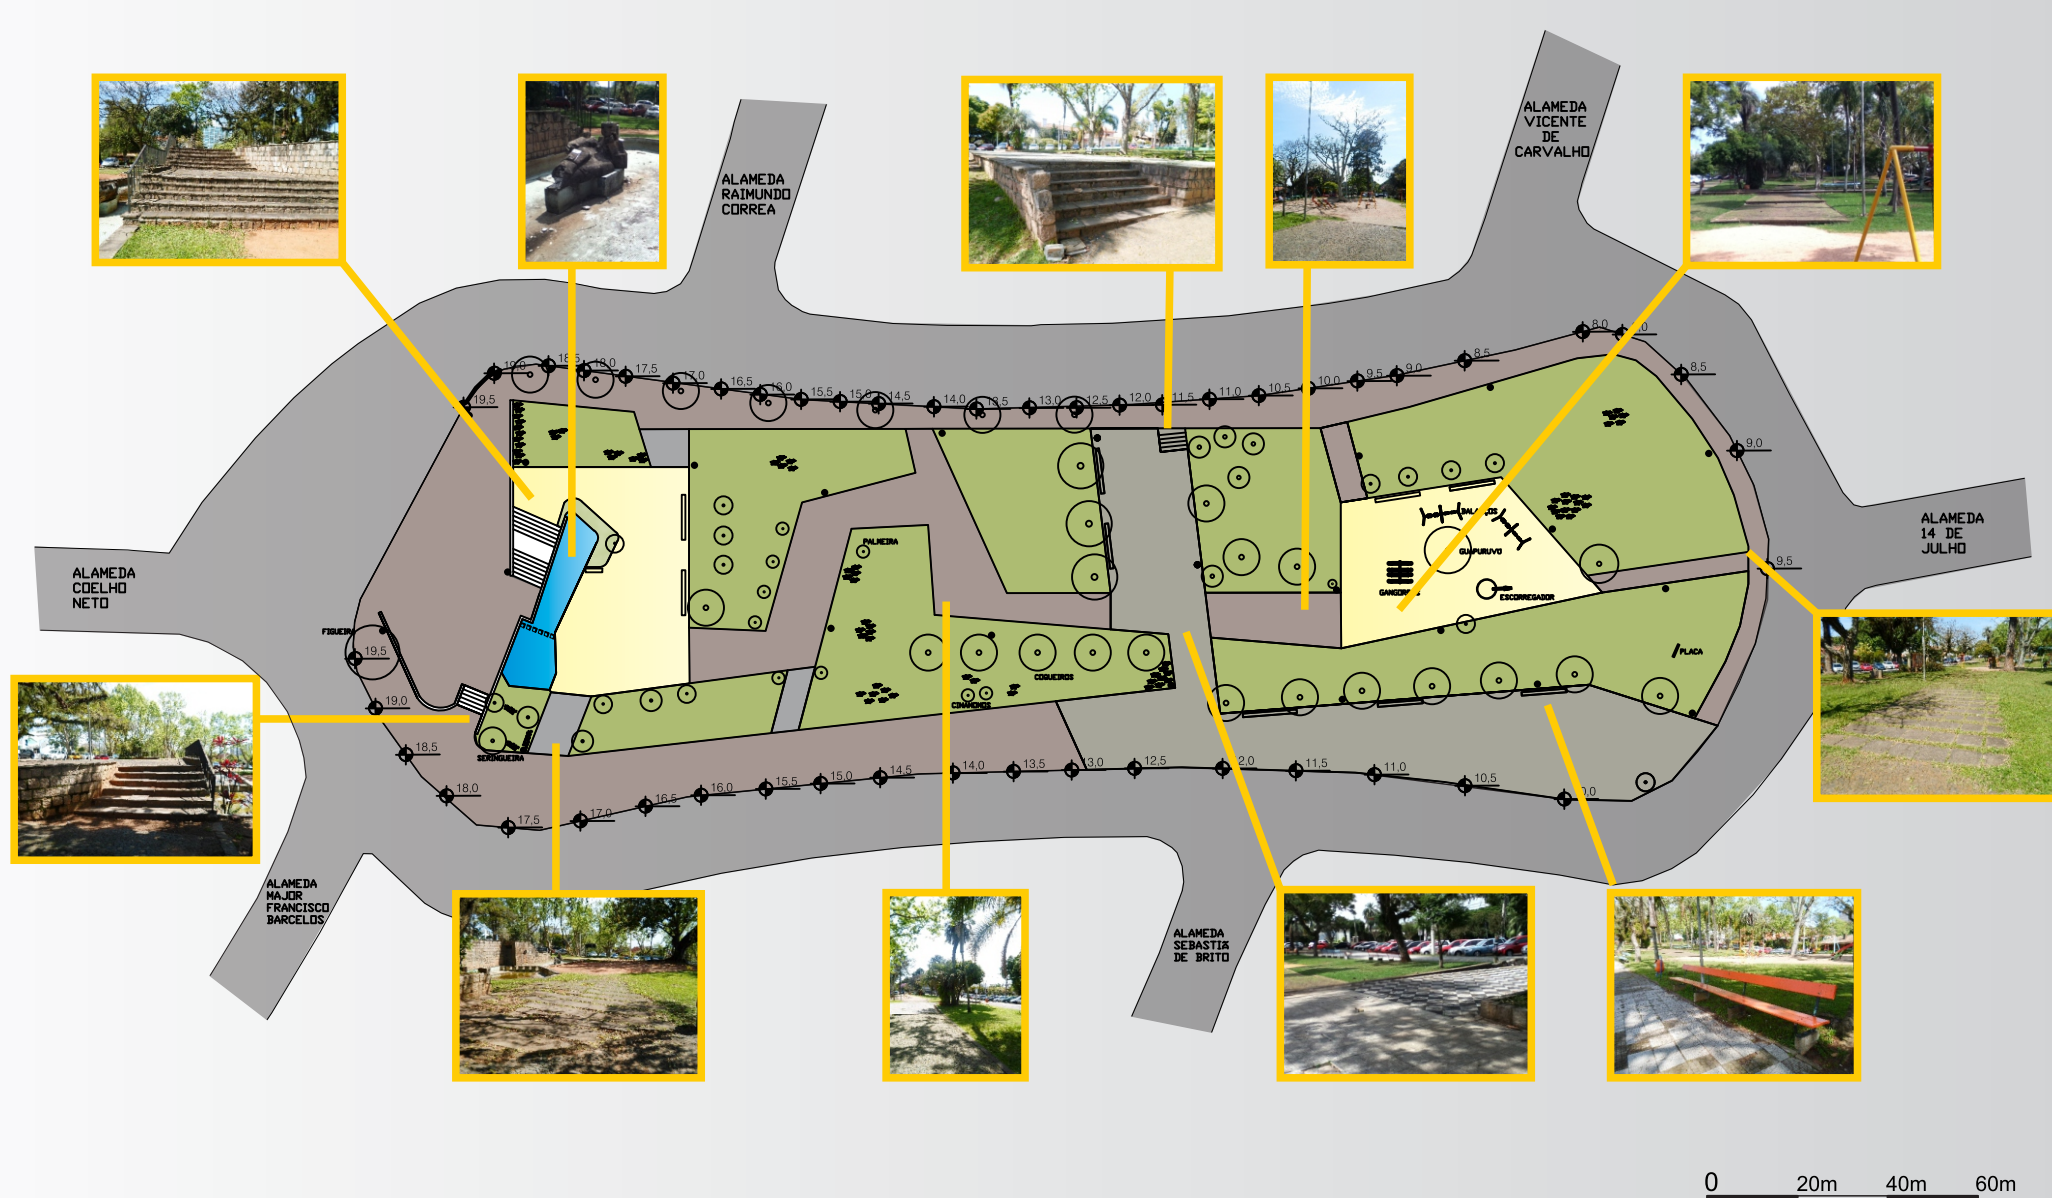 ALAMEDA
VICENTE
DE
CARVALHO
ALAMEDA
RAIMUNDO
CORREA
ALAMEDA
14 DE
JULHO
ALAMEDA
COELHO
NETO
ALAMEDA
MAJOR
FRANCISCO
BARCELOS
ALAMEDA
SEBASTIÃ
DE BRITO
19,0
18,5
18,0
17,5
17,0
16,5
16,0
15,5
15,0
14,5
14,0
13,5
13,0
12,5
12,0
11,5
11,0
10,5
10,0
9,5
9,0
8,5
8,0
8,5
9,0
9,5
19,5
19,5
19,0
18,5
18,0
17,5
17,0
16,5
16,0
15,5
15,0
14,5
14,0
13,5
13,0
12,5
11,5
11,0
10,5
FIGUEIRA
SERINGUEIRA
PALMEIRA
COQUEIROS
CINAMOMOS
BALANÇOS
GUAPURUVO
GANGORRAS
ESCORREGADOR
PLACA
0 20m 40m 60m